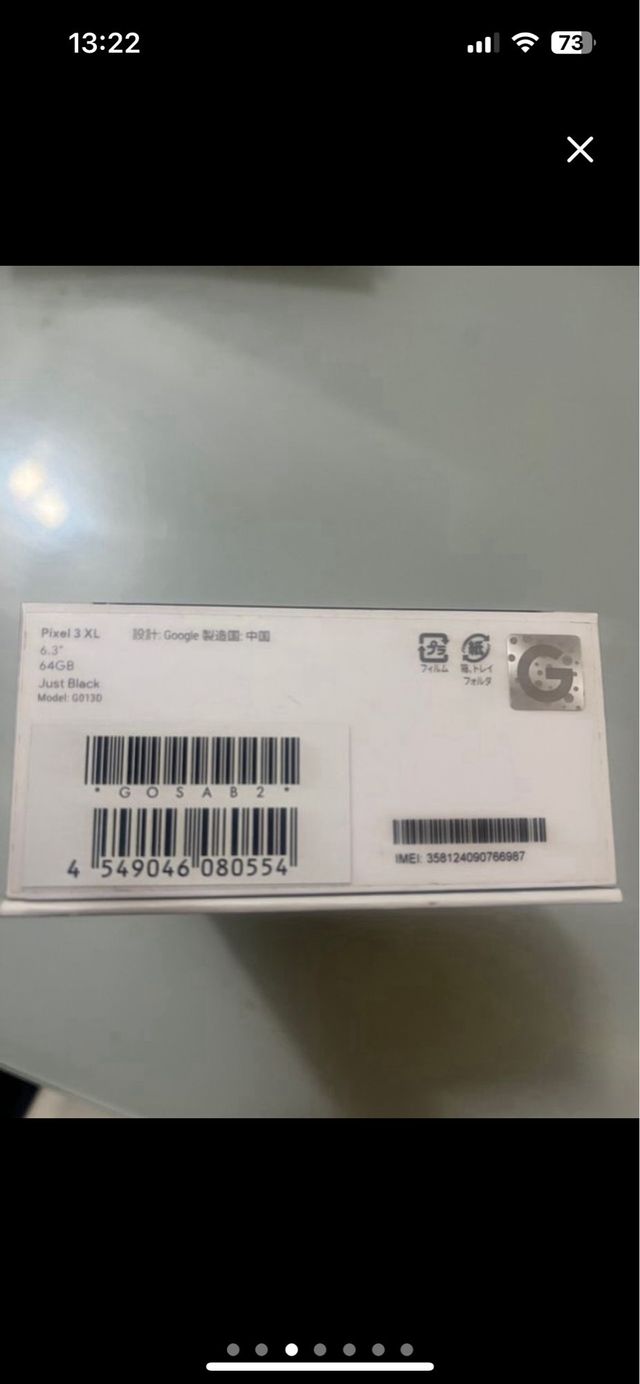 13:22
73
Pixel 3 XL
設計: Google 製造国: 中国
6.3"
64GB
Just Black
Model: G013D
プラ
フィルム
紙
箱、トレイ
フォルダ
G
* G O S A B 2 *
4 549046 080554
IMEI: 358124090766987